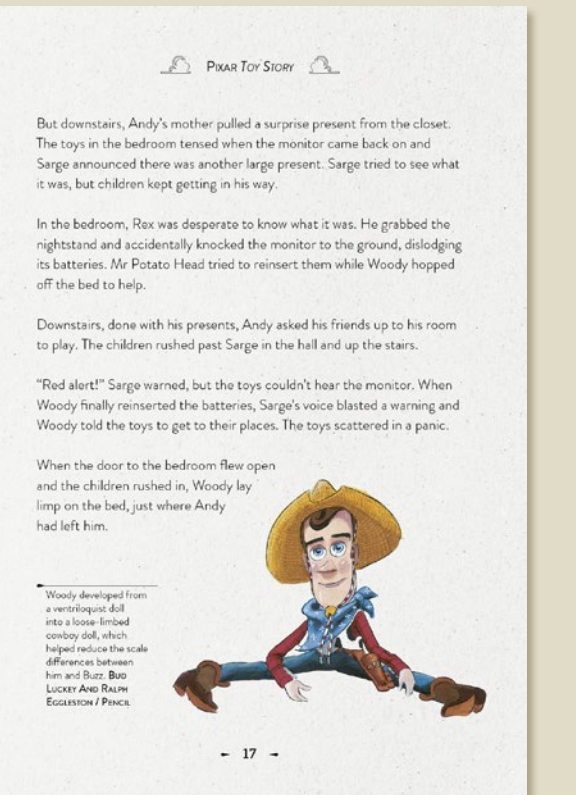 PIXAR TOY STORY
But downstairs, Andy's mother pulled a surprise present from the closet.
The toys in the bedroom tensed when the monitor came back on and
Sarge announced there was another large present. Sarge tried to see what
it was, but children kept getting in his way.
In the bedroom, Rex was desperate to know what it was. He grabbed the
nightstand and accidentally knocked the monitor to the ground, dislodging
its batteries. Mr Potato Head tried to reinsert them while Woody hopped
off the bed to help.
Downstairs, done with his presents, Andy asked his friends up to his room
to play. The children rushed past Sarge in the hall and up the stairs.
“Red alert!” Sarge warned, but the toys couldn't hear the monitor. When
Woody finally reinserted the batteries, Sarge's voice blasted a warning and
Woody told the toys to get to their places. The toys scattered in a panic.
When the door to the bedroom flew open
and the children rushed in, Woody lay
limp on the bed, just where Andy
had left him.
Woody developed from
a ventriloquist doll
into a loose-limbed
cowboy doll, which
helped reduce the scale
differences between
him and Buzz. BUD
LUCKEY AND RALPH
EGGLESTON / PENCIL
- 17 -